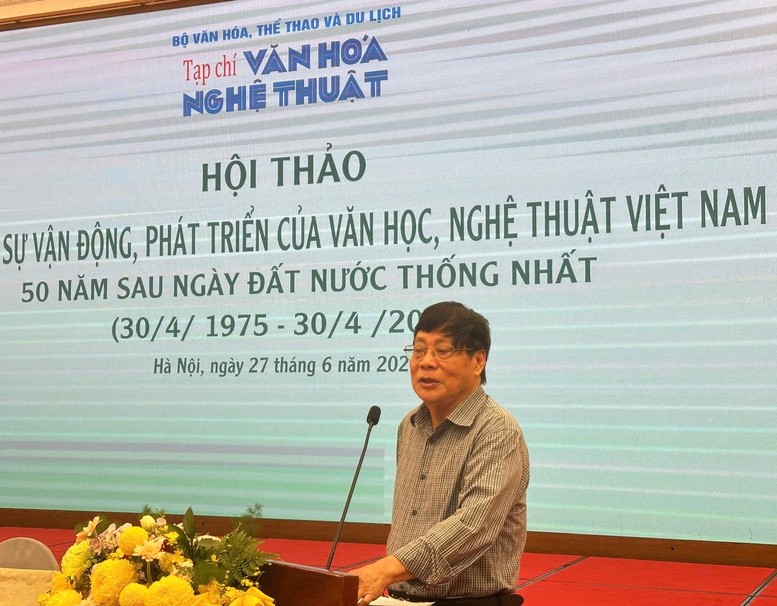 BỘ VĂN HÓA, THỂ THAO VÀ DU LỊCH
Tạp chí VĂN HÓA
NGHỆ THUẬT
HỘI THẢO
SỰ VẬN ĐỘNG, PHÁT TRIỂN CỦA VĂN HỌC, NGHỆ THUẬT VIỆT NAM
50 NĂM SAU NGÀY ĐẤT NƯỚC THỐNG NHẤT
(30/4/ 1975 - 30/4 /20
Hà Nội, ngày 27 tháng 6 năm 202